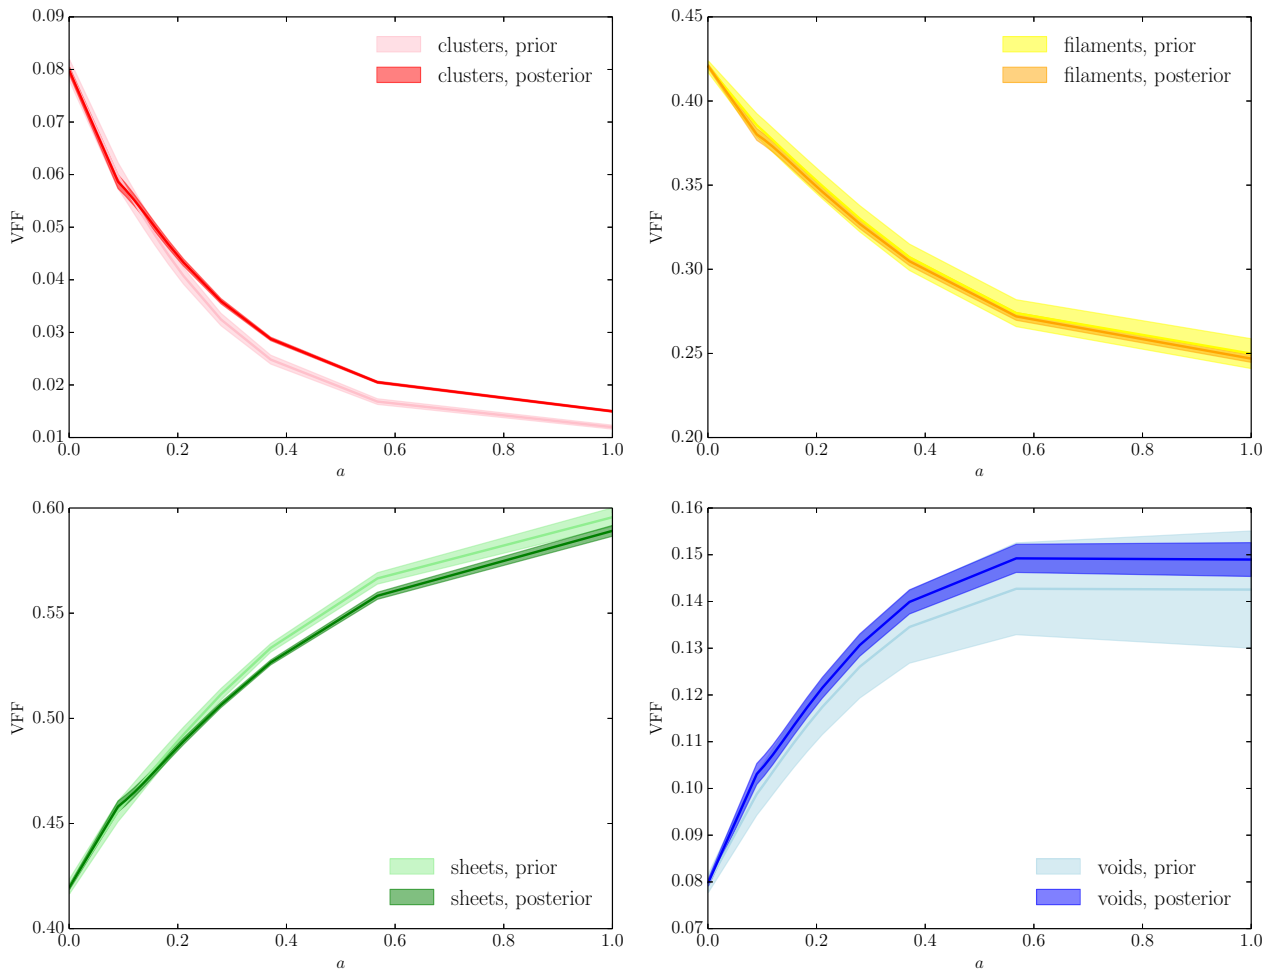 0.09
0.08
0.07
0.06
0.05
0.04
0.03
0.02
0.01
VFF
0.0 0.2 0.4 0.6 0.8 1.0
a
clusters, prior
clusters, posterior
0.45
0.40
0.35
0.30
0.25
0.20
VFF
0.0 0.2 0.4 0.6 0.8 1.0
a
filaments, prior
filaments, posterior
0.60
0.55
0.50
0.45
0.40
VFF
0.0 0.2 0.4 0.6 0.8 1.0
a
sheets, prior
sheets, posterior
0.16
0.15
0.14
0.13
0.12
0.11
0.10
0.09
0.08
0.07
VFF
0.0 0.2 0.4 0.6 0.8 1.0
a
voids, prior
voids, posterior